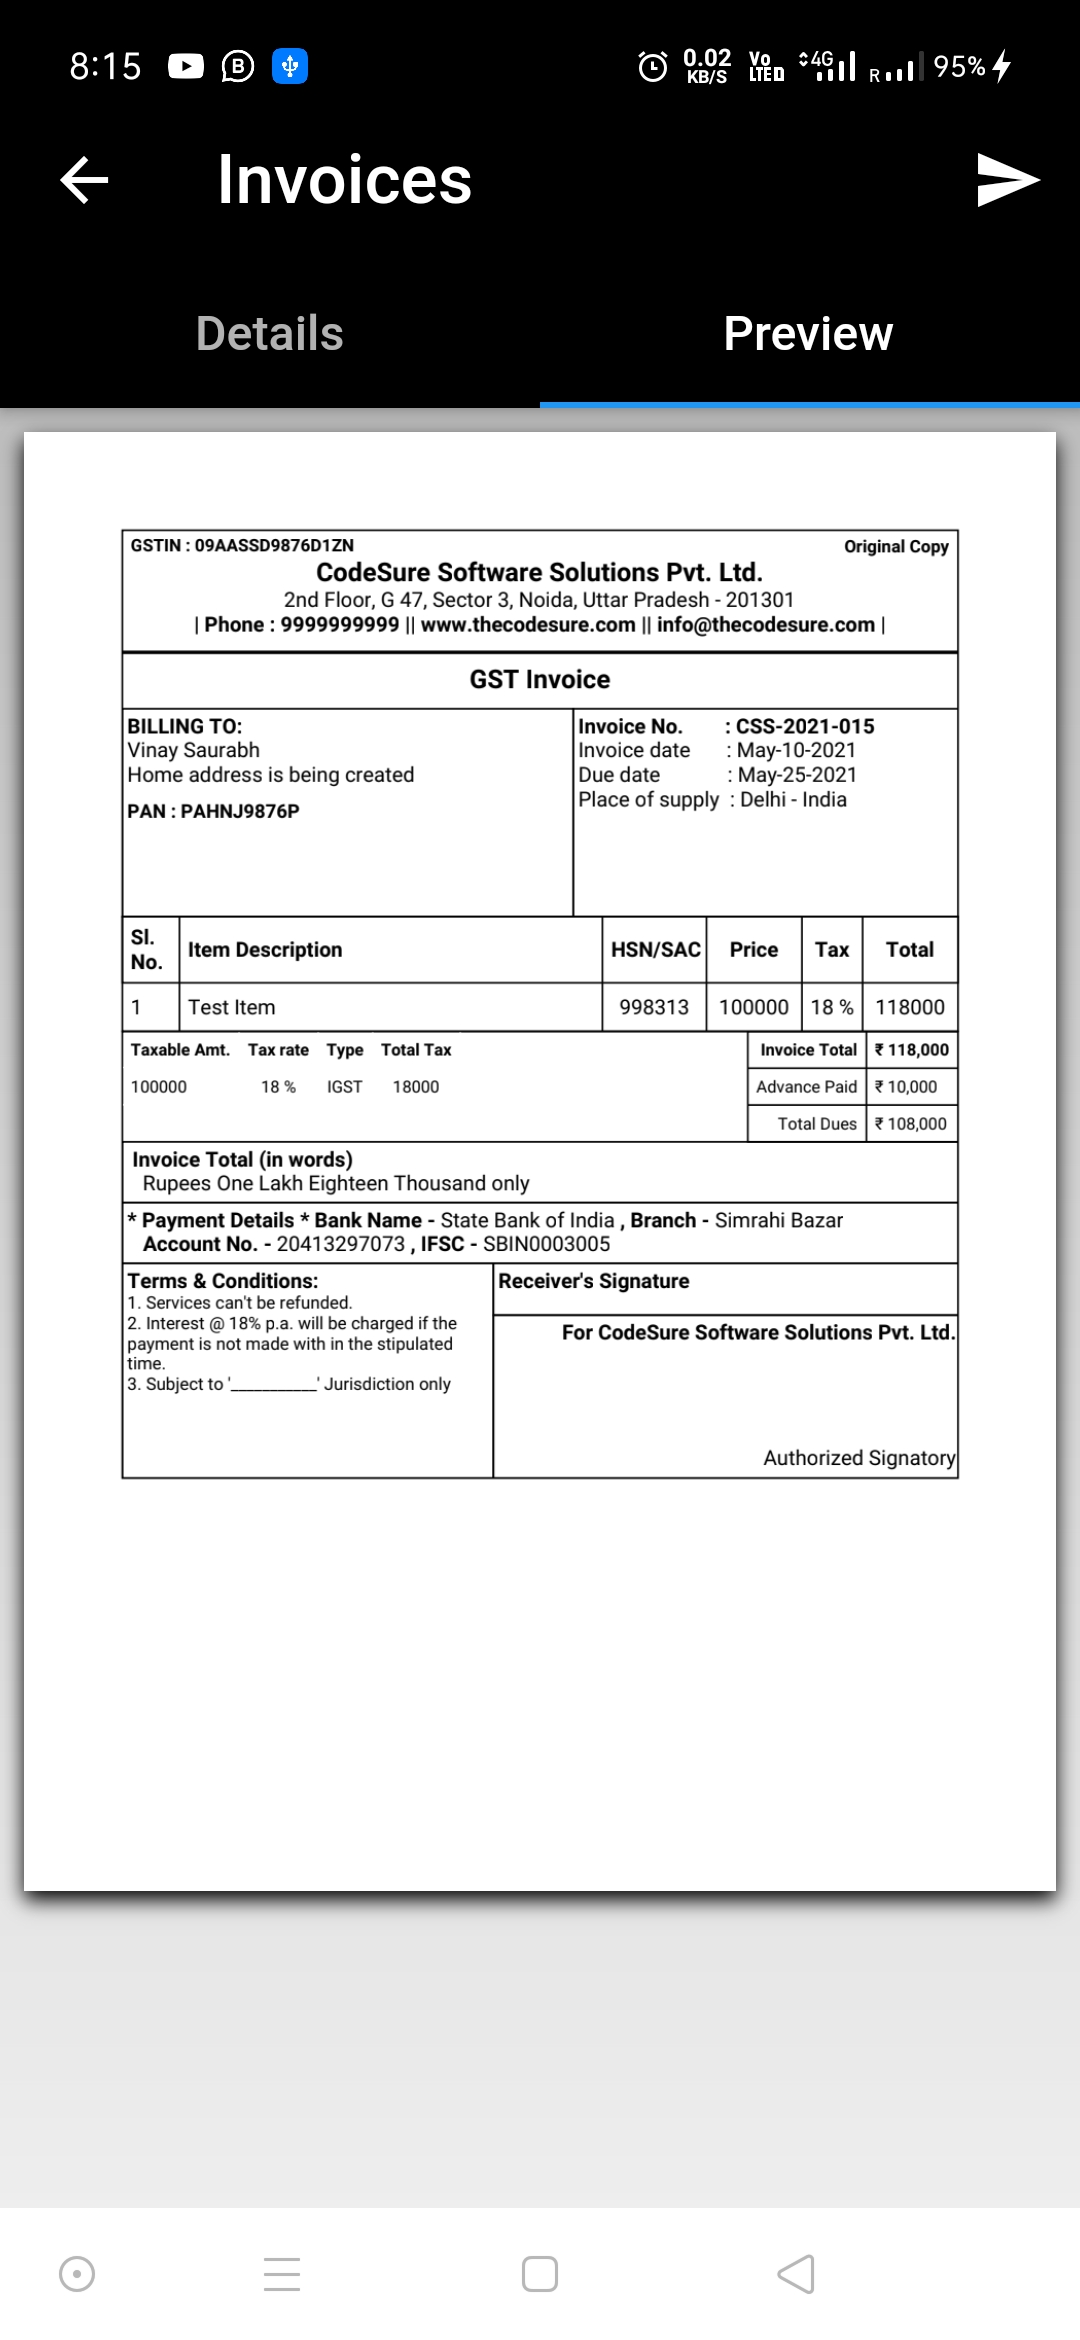 8:15 B 0.02 KB/S Vo LTE 4G R 95%
Invoices
Details Preview
GSTIN : 09AASSD9876D1ZN Original Copy
CodeSure Software Solutions Pvt. Ltd.
2nd Floor, G 47, Sector 3, Noida, Uttar Pradesh - 201301
| Phone : 9999999999 || www.thecodesure.com || info@thecodesure.com |
GST Invoice
BILLING TO:
Vinay Saurabh
Home address is being created
PAN : PAHNJ9876P
Invoice No. : CSS-2021-015
Invoice date : May-10-2021
Due date : May-25-2021
Place of supply : Delhi - India
Sl. No. Item Description HSN/SAC Price Tax Total
1 Test Item 998313 100000 18 % 118000
Taxable Amt. Tax rate Type Total Tax
100000 18 % IGST 18000
Invoice Total ₹ 118,000
Advance Paid ₹ 10,000
Total Dues ₹ 108,000
Invoice Total (in words)
Rupees One Lakh Eighteen Thousand only
* Payment Details * Bank Name - State Bank of India , Branch - Simrahi Bazar
Account No. - 20413297073 , IFSC - SBIN0003005
Terms & Conditions:
1. Services can't be refunded.
2. Interest @ 18% p.a. will be charged if the
payment is not made with in the stipulated
time.
3. Subject to '___________' Jurisdiction only
Receiver's Signature
For CodeSure Software Solutions Pvt. Ltd.
Authorized Signatory